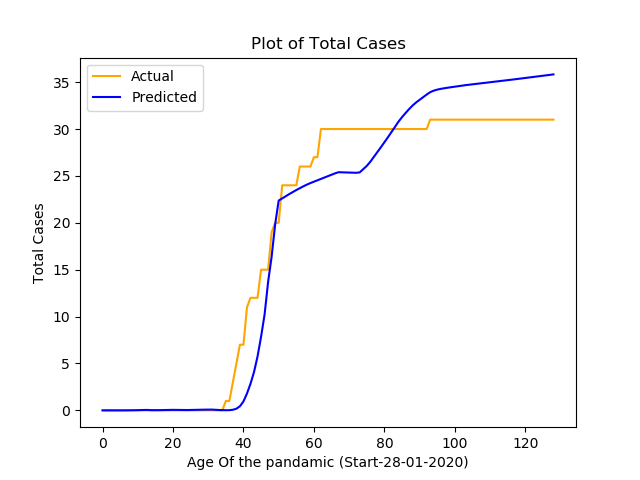 Plot of Total Cases
Actual
Predicted
35
30
25
20
15
10
5
0
Total Cases
0 20 40 60 80 100 120
Age Of the pandamic (Start-28-01-2020)